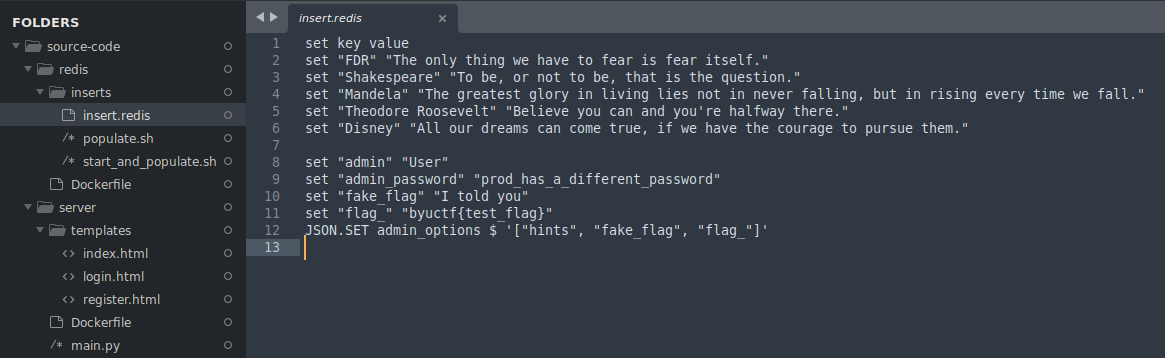 FOLDERS
source-code
redis
inserts
insert.redis
/* populate.sh
/* start_and_populate.sh
Dockerfile
server
templates
<> index.html
<> login.html
<> register.html
Dockerfile
/* main.py
insert.redis ×
1 set key value
2 set "FDR" "The only thing we have to fear is fear itself."
3 set "Shakespeare" "To be, or not to be, that is the question."
4 set "Mandela" "The greatest glory in living lies not in never falling, but in rising every time we fall."
5 set "Theodore Roosevelt" "Believe you can and you're halfway there."
6 set "Disney" "All our dreams can come true, if we have the courage to pursue them."
7
8 set "admin" "User"
9 set "admin_password" "prod_has_a_different_password"
10 set "fake_flag" "I told you"
11 set "flag_" "byuctf{test_flag}"
12 JSON.SET admin_options $ '["hints", "fake_flag", "flag_"]'
13